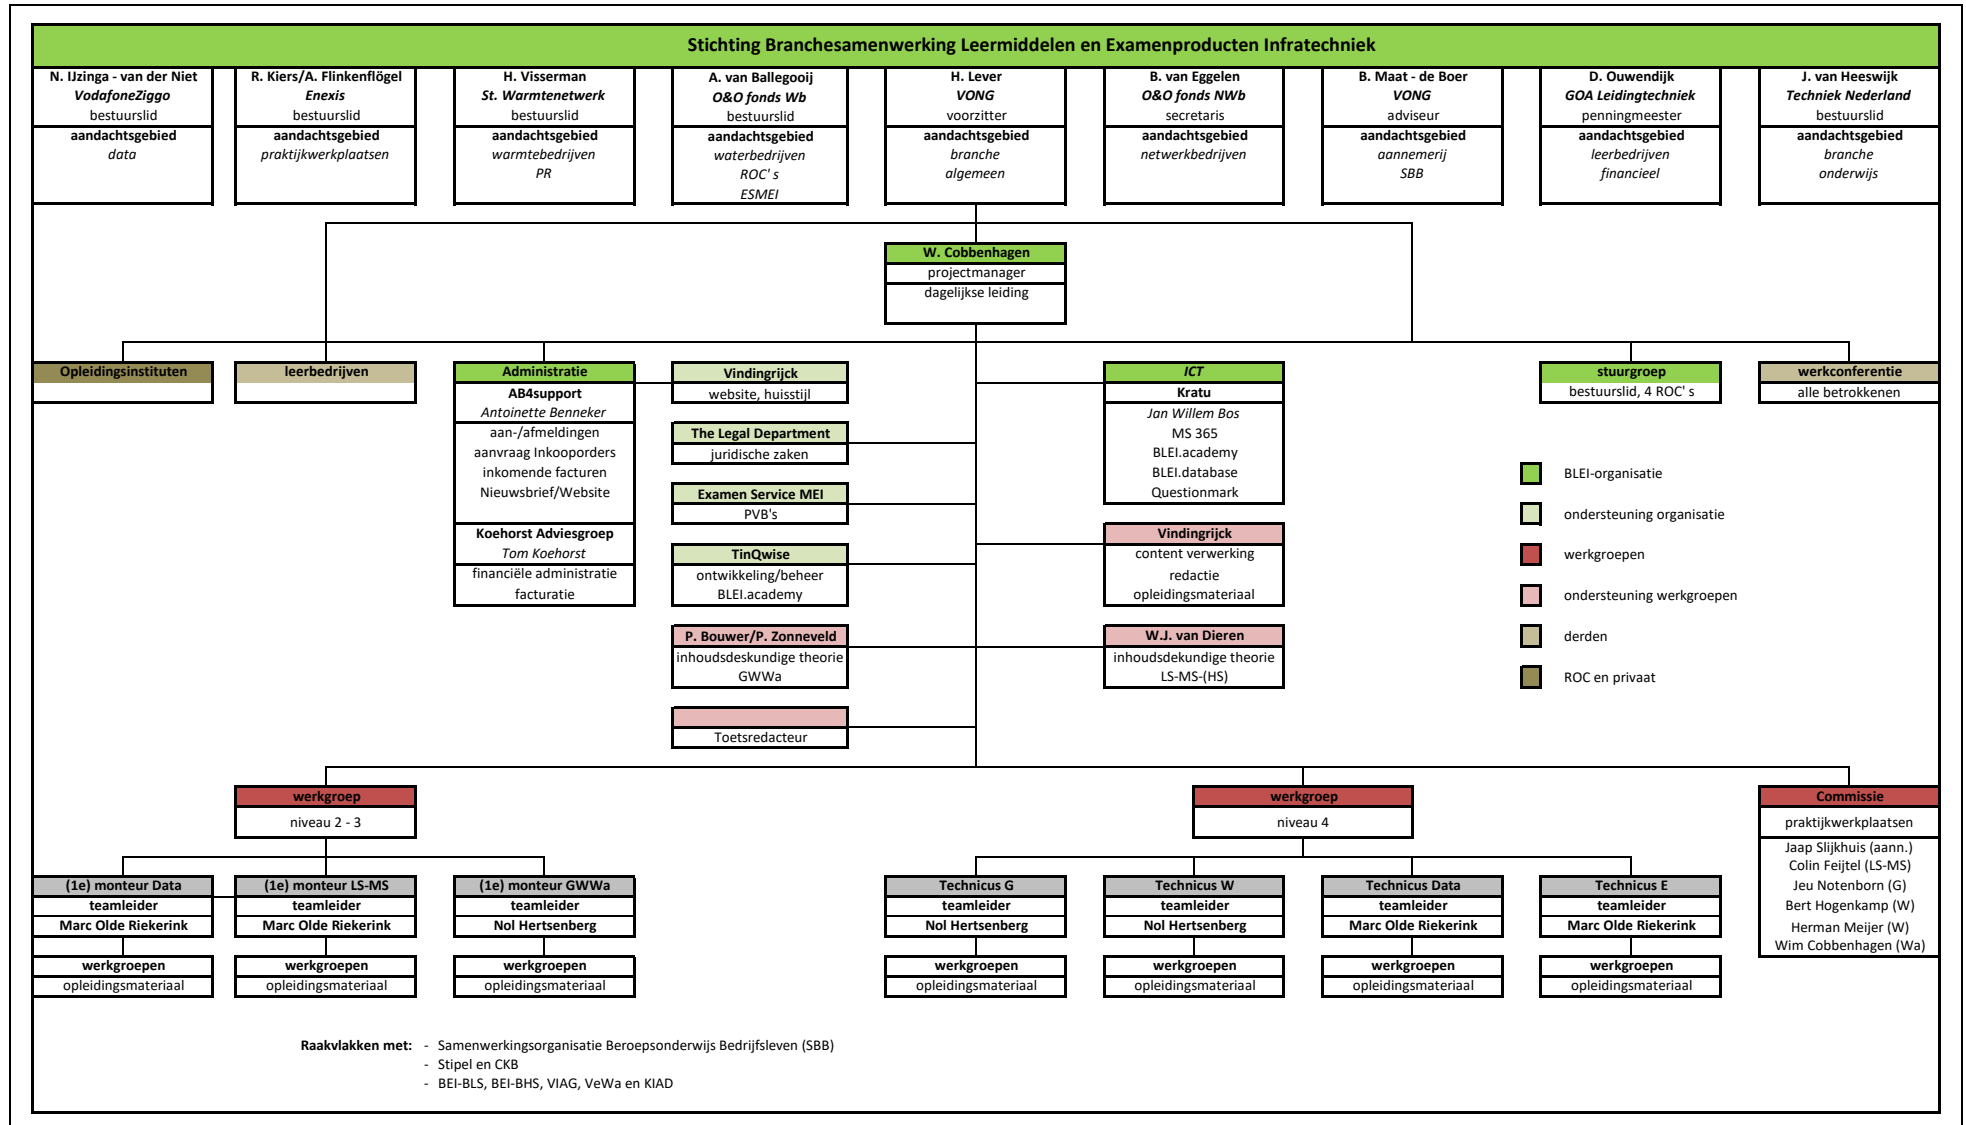 Stichting Branchesamenwerking Leermiddelen en Examenproducten Infratechniek
N. IJzinga - van der Niet
VodafoneZiggo
bestuurslid
aandachtsgebied
data
R. Kiers/A. Flinkenflögel
Enexis
bestuurslid
aandachtsgebied
praktijkwerkplaatsen
H. Visserman
St. Warmtenetwerk
bestuurslid
aandachtsgebied
warmtebedrijven
PR
A. van Ballegooij
O&O fonds Wb
bestuurslid
aandachtsgebied
waterbedrijven
ROC' s
ESMEI
H. Lever
VONG
voorzitter
aandachtsgebied
branche
algemeen
B. van Eggelen
O&O fonds NWb
secretaris
aandachtsgebied
netwerkbedrijven
B. Maat - de Boer
VONG
adviseur
aandachtsgebied
aannemerij
SBB
D. Ouwendijk
GOA Leidingtechniek
penningmeester
aandachtsgebied
leerbedrijven
financieel
J. van Heeswijk
Techniek Nederland
bestuurslid
aandachtsgebied
branche
onderwijs
W. Cobbenhagen
projectmanager
dagelijkse leiding
Opleidingsinstituten
leerbedrijven
Administratie
AB4support
Antoinette Benneker
aan-/afmeldingen
aanvraag Inkooporders
inkomende facturen
Nieuwsbrief/Website
Koehorst Adviesgroep
Tom Koehorst
financiële administratie
facturatie
Vindingrijck
website, huisstijl
The Legal Department
juridische zaken
Examen Service MEI
PVB's
TinQwise
ontwikkeling/beheer
BLEI.academy
P. Bouwer/P. Zonneveld
inhoudsdeskundige theorie
GWWa
Toetsredacteur
ICT
Kratu
Jan Willem Bos
MS 365
BLEI.academy
BLEI.database
Questionmark
Vindingrijck
content verwerking
redactie
opleidingsmateriaal
W.J. van Dieren
inhoudsdekundige theorie
LS-MS-(HS)
stuurgroep
bestuurslid, 4 ROC' s
werkconferentie
alle betrokkenen
BLEI-organisatie
ondersteuning organisatie
werkgroepen
ondersteuning werkgroepen
derden
ROC en privaat
werkgroep
niveau 2 - 3
werkgroep
niveau 4
Commissie
praktijkwerkplaatsen
Jaap Slijkhuis (aann.)
Colin Feijtel (LS-MS)
Jeu Notenborn (G)
Bert Hogenkamp (W)
Herman Meijer (W)
Wim Cobbenhagen (Wa)
(1e) monteur Data
teamleider
Marc Olde Riekerink
werkgroepen
opleidingsmateriaal
(1e) monteur LS-MS
teamleider
Marc Olde Riekerink
werkgroepen
opleidingsmateriaal
(1e) monteur GWWa
teamleider
Nol Hertsenberg
werkgroepen
opleidingsmateriaal
Technicus G
teamleider
Nol Hertsenberg
werkgroepen
opleidingsmateriaal
Technicus W
teamleider
Nol Hertsenberg
werkgroepen
opleidingsmateriaal
Technicus Data
teamleider
Marc Olde Riekerink
werkgroepen
opleidingsmateriaal
Technicus E
teamleider
Marc Olde Riekerink
werkgroepen
opleidingsmateriaal
Raakvlakken met: - Samenwerkingsorganisatie Beroepsonderwijs Bedrijfsleven (SBB)
- Stipel en CKB
- BEI-BLS, BEI-BHS, VIAG, VeWa en KIAD